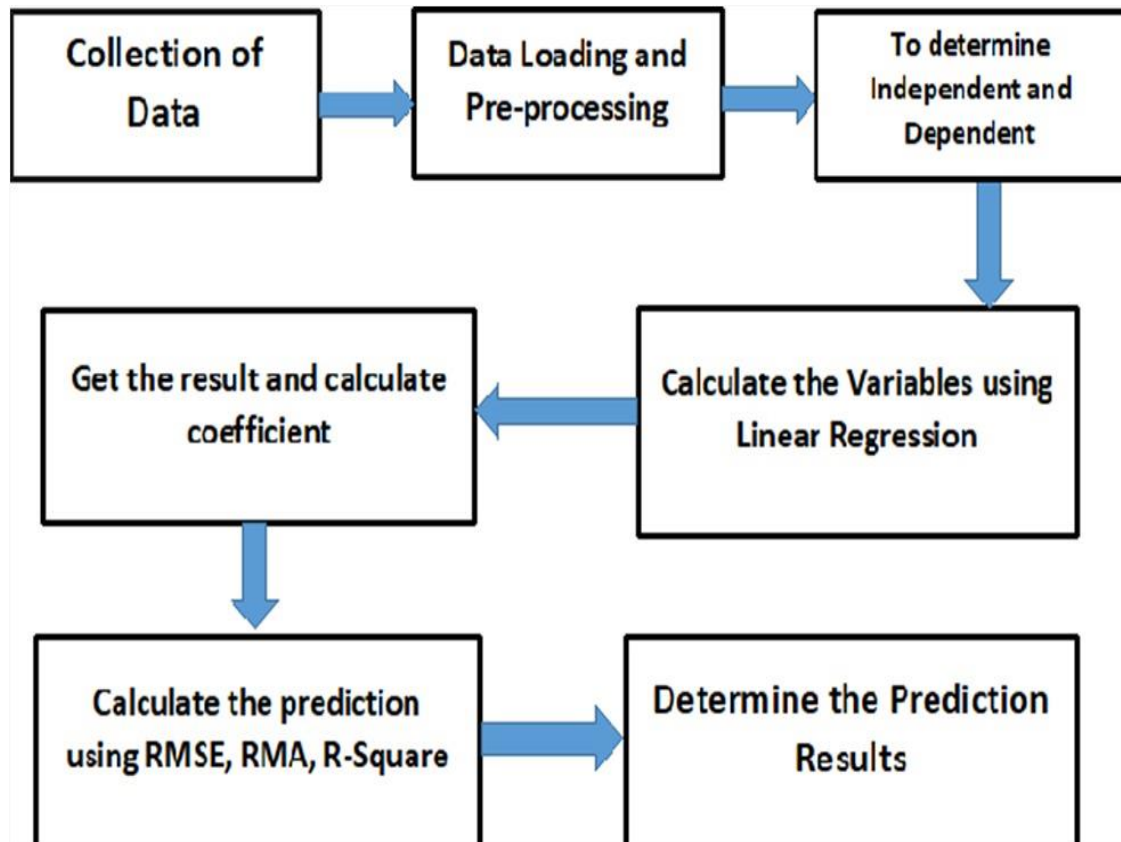 Collection of
Data
Data Loading and
Pre-processing
To determine
Independent and
Dependent
Calculate the Variables using
Linear Regression
Get the result and calculate
coefficient
Calculate the prediction
using RMSE, RMA, R-Square
Determine the Prediction
Results